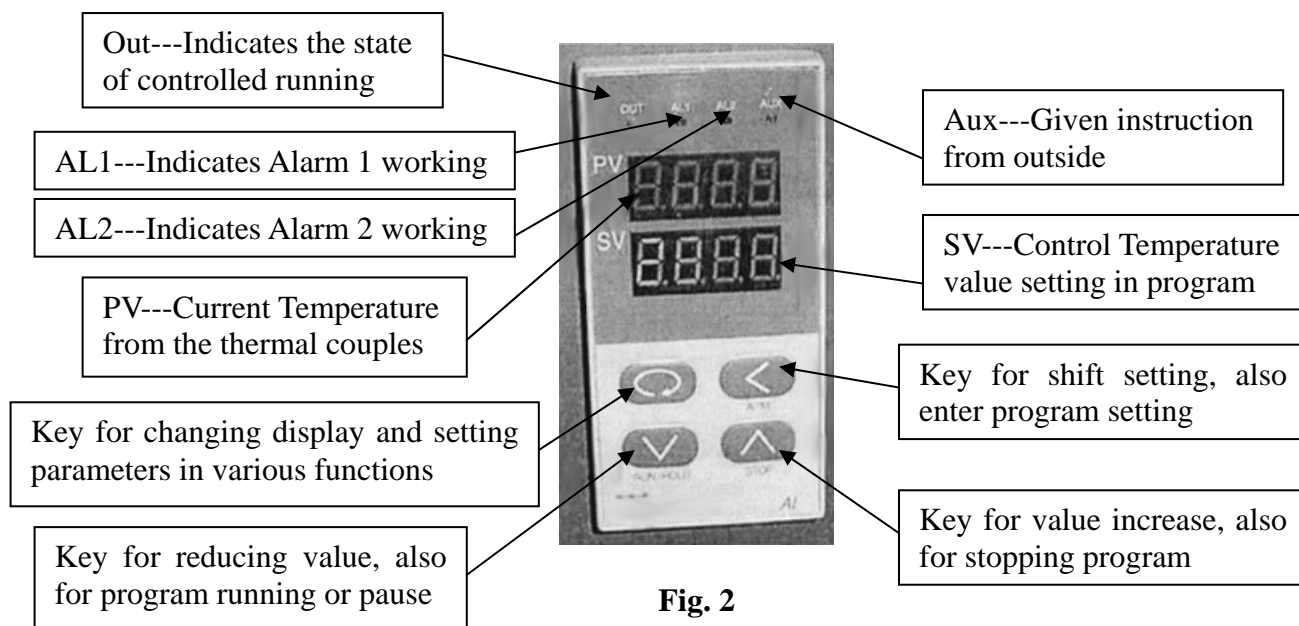 Out---Indicates the state
of controlled running
AL1---Indicates Alarm 1 working
AL2---Indicates Alarm 2 working
PV---Current Temperature
from the thermal couples
Key for changing display and setting
parameters in various functions
Key for reducing value, also
for program running or pause
OUT AL1 AL2 AUX
PV
SV
RUN/HOLD STOP
AI
Aux---Given instruction
from outside
SV---Control Temperature
value setting in program
Key for shift setting, also
enter program setting
Key for value increase, also
for stopping program
Fig. 2